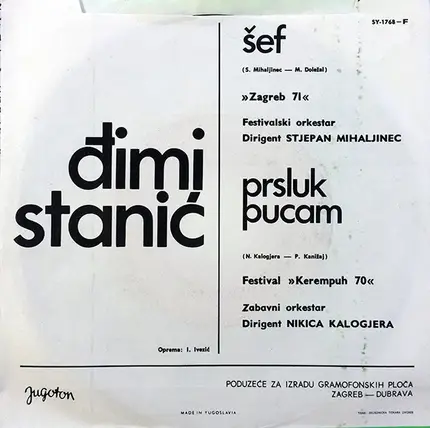 SY-1768-F
šef
(S. Mihaljinec — M. Doležal)
»Zagreb 71«
Festivalski orkestar
Dirigent STJEPAN MIHALJINEC
đimi
stanić
prsluk
pucam
(N. Kalogjera — P. Kanižaj)
Festival »Kerempuh 70«
Zabavni orkestar
Dirigent NIKICA KALOGJERA
Oprema: I. Ivezić
Jugoton
PODUZEĆE ZA IZRADU GRAMOFONSKIH PLOČA
ZAGREB — DUBRAVA
MADE IN YUGOSLAVIA